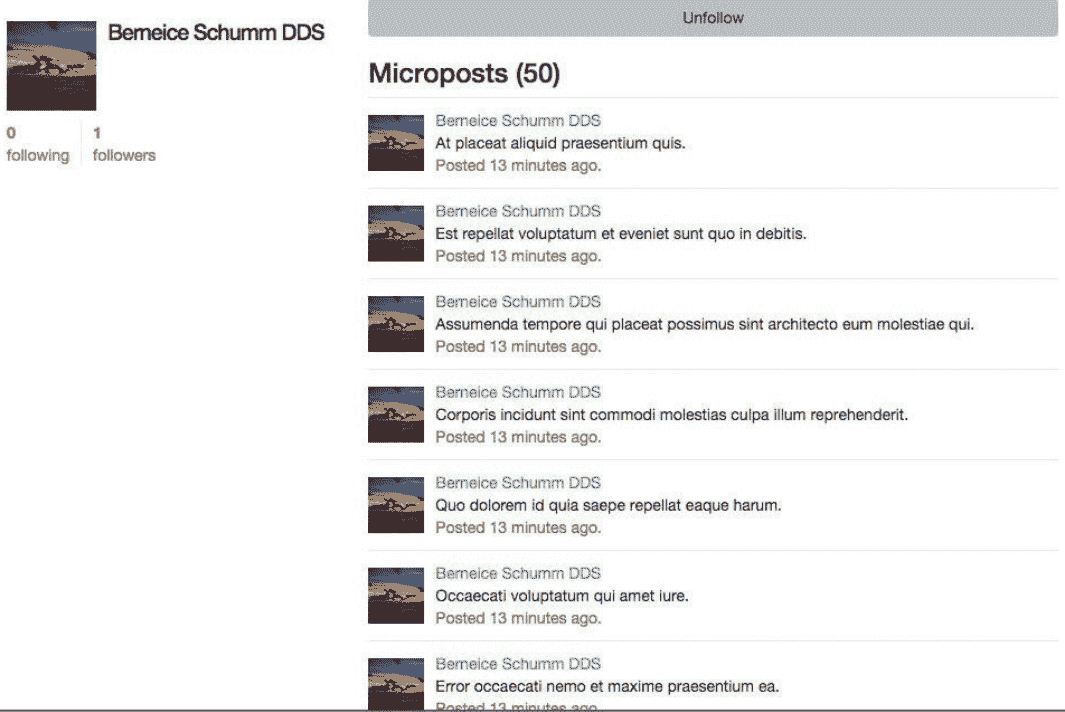 Berneice Schumm DDS
0
following
1
followers
Unfollow
Microposts (50)
Berneice Schumm DDS
At placeat aliquid praesentium quis.
Posted 13 minutes ago.
Berneice Schumm DDS
Est repellat voluptatum et eveniet sunt quo in debitis.
Posted 13 minutes ago.
Berneice Schumm DDS
Assumenda tempore qui placeat possimus sint architecto eum molestiae qui.
Posted 13 minutes ago.
Berneice Schumm DDS
Corporis incidunt sint commodi molestias culpa illum reprehenderit.
Posted 13 minutes ago.
Berneice Schumm DDS
Quo dolorem id quia saepe repellat eaque harum.
Posted 13 minutes ago.
Berneice Schumm DDS
Occaecati voluptatum qui amet iure.
Posted 13 minutes ago.
Berneice Schumm DDS
Error occaecati nemo et maxime praesentium ea.
Posted 13 minutes ago.